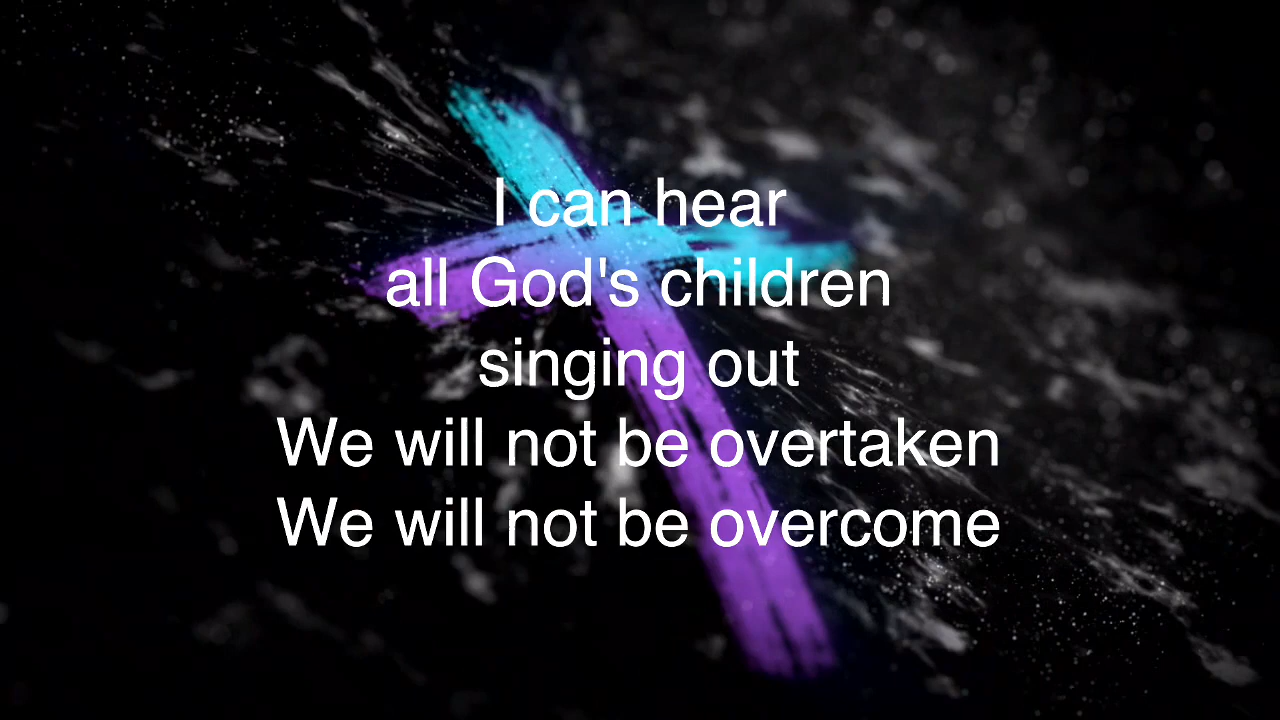 I can hear
all God's children
singing out
We will not be overtaken
We will not be overcome